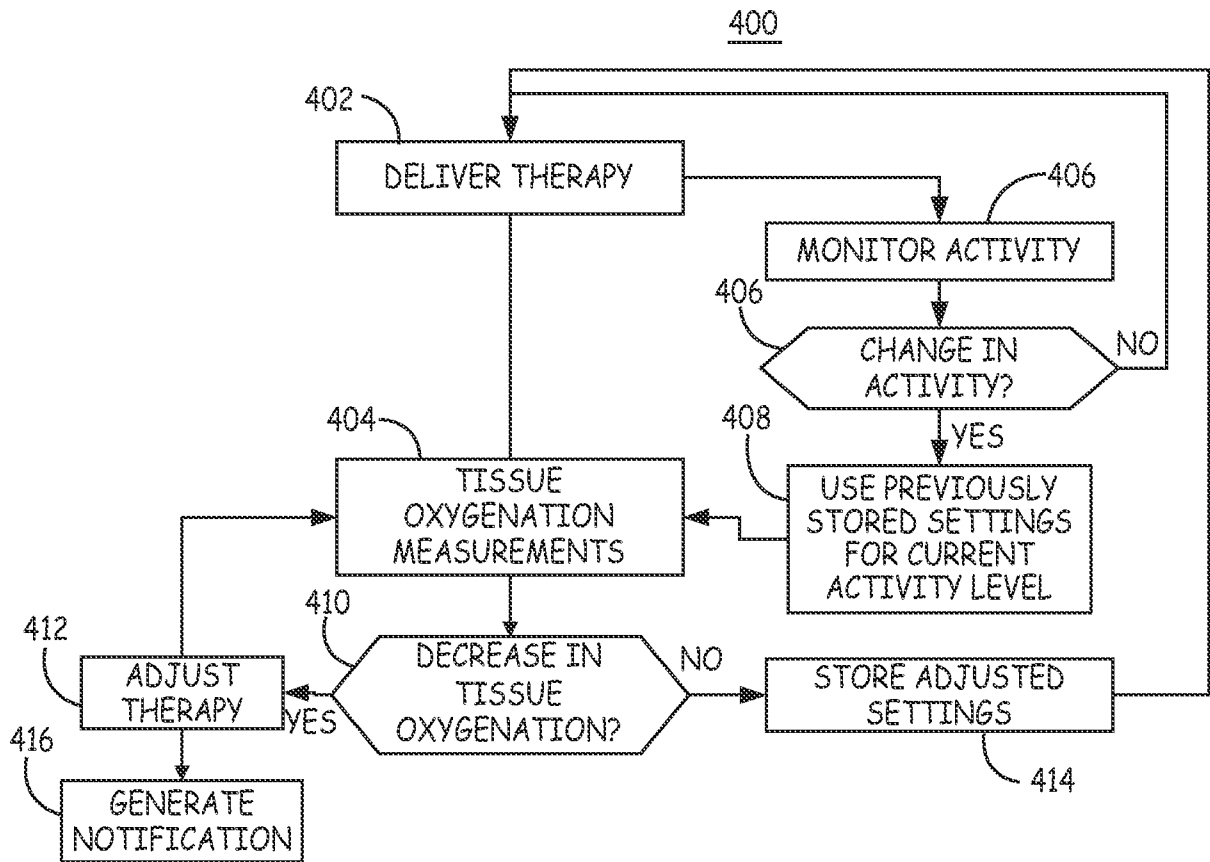 400
402
DELIVER THERAPY
406
MONITOR ACTIVITY
406
CHANGE IN
ACTIVITY?
NO
YES
404
TISSUE
OXYGENATION
MEASUREMENTS
408
USE PREVIOUSLY
STORED SETTINGS
FOR CURRENT
ACTIVITY LEVEL
410
DECREASE IN
TISSUE
OXYGENATION?
NO
YES
412
ADJUST
THERAPY
STORE ADJUSTED
SETTINGS
414
416
GENERATE
NOTIFICATION